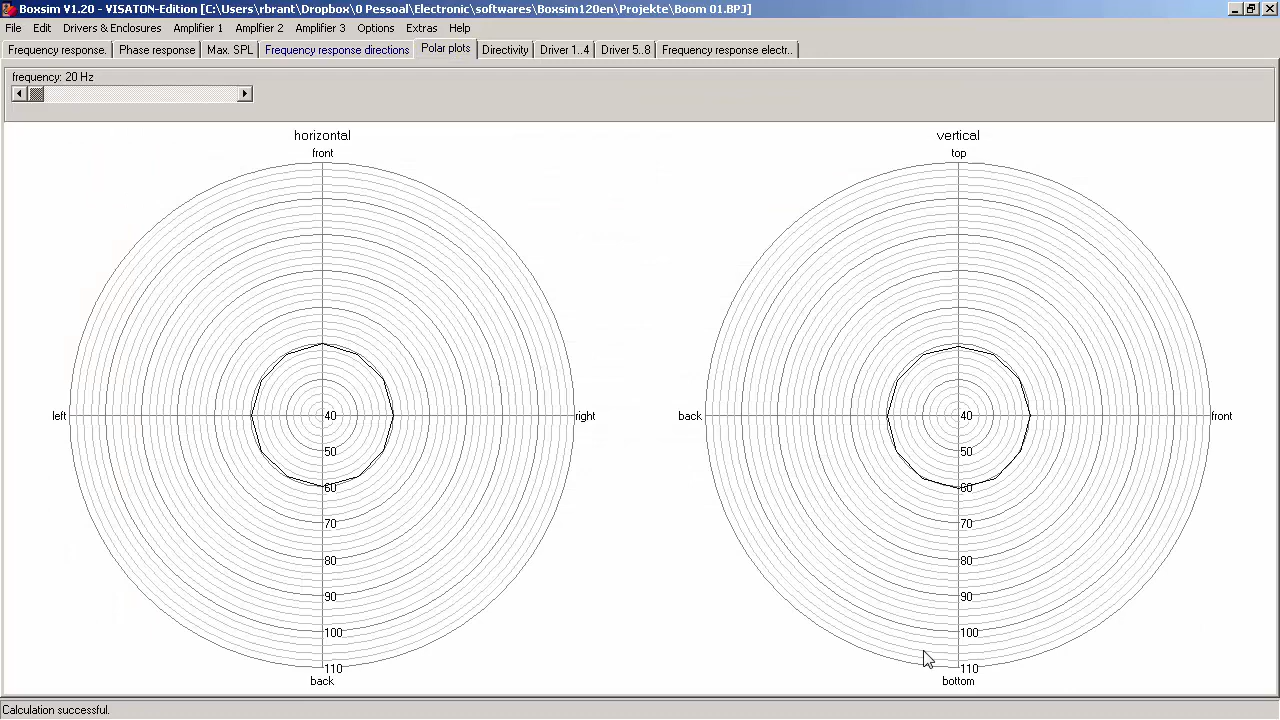 Boxsim V1.20 - VISATON-Edition [C:\Users\rbrant\Dropbox\0 Pessoal\Electronic\softwares\Boxsim120en\Projekte\Boom 01.BPJ]
File Edit Drivers & Enclosures Amplifier 1 Amplfier 2 Amplifier 3 Options Extras Help
Frequency response. Phase response Max. SPL Frequency response directions Polar plots Directivity Driver 1..4 Driver 5..8 Frequency response electr..
frequency: 20 Hz
horizontal vertical
front top
left 40 right back 40 front
50 50
60 60
70 70
80 80
90 90
100 100
110 110
back bottom
Calculation successful.